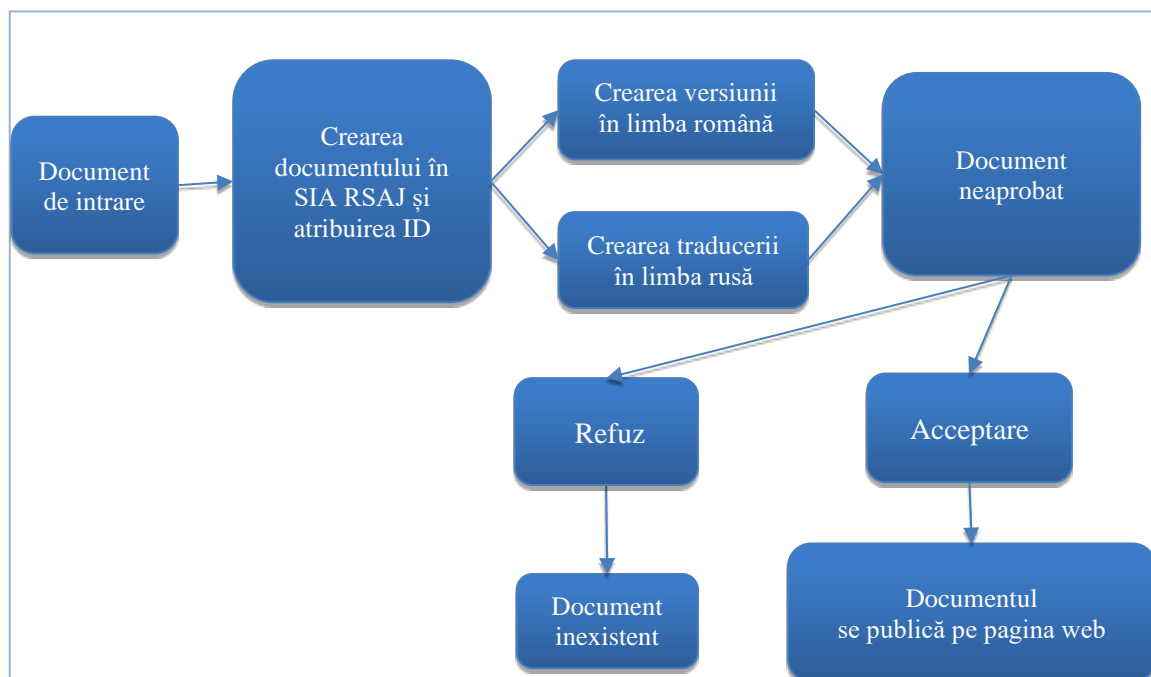 Document
de intrare
Crearea
documentului în
SIA RSAJ și
atribuirea ID
Crearea versiunii
în limba română
Crearea traducerii
în limba rusă
Document
neaprobat
Refuz
Acceptare
Document
inexistent
Documentul
se publică pe pagina web